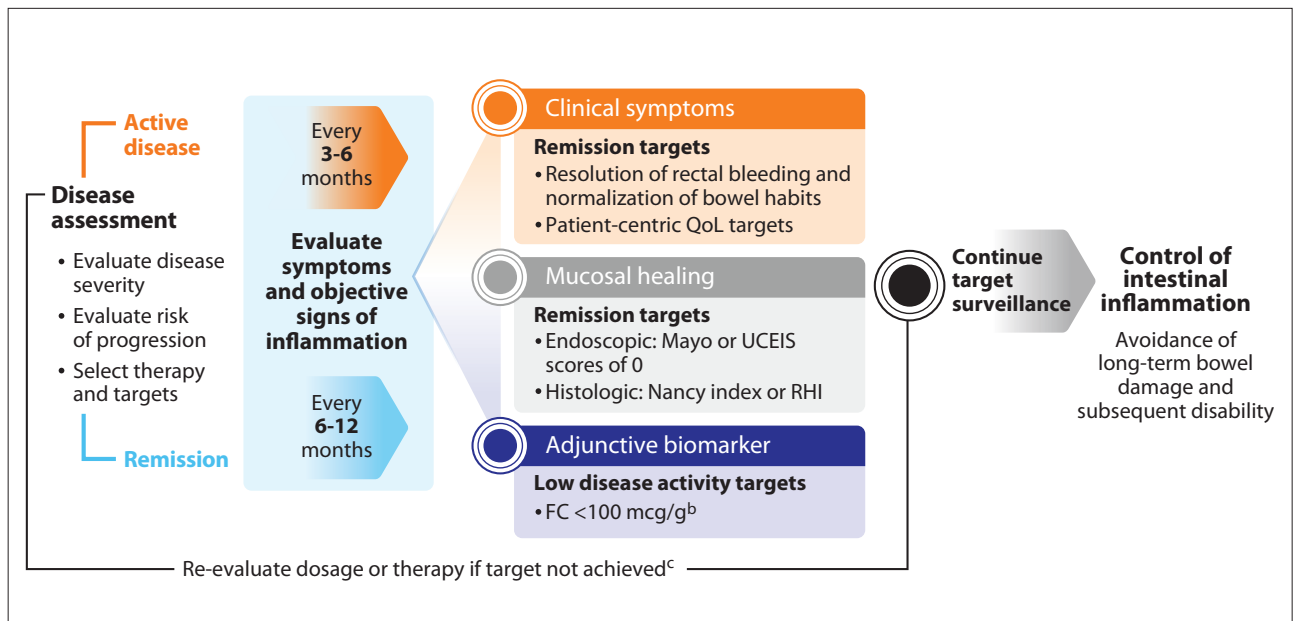 Active
disease
Disease
assessment
• Evaluate disease
severity
• Evaluate risk
of progression
• Select therapy
and targets
Remission
Every
3-6
months
Evaluate
symptoms
and objective
signs of
inflammation
Every
6-12
months
Clinical symptoms
Remission targets
• Resolution of rectal bleeding and
normalization of bowel habits
• Patient-centric QoL targets
Mucosal healing
Remission targets
• Endoscopic: Mayo or UCEIS
scores of 0
• Histologic: Nancy index or RHI
Adjunctive biomarker
Low disease activity targets
• FC <100 mcg/gᵇ
Continue
target
surveillance
Control of
intestinal
inflammation
Avoidance of
long-term bowel
damage and
subsequent disability
Re-evaluate dosage or therapy if target not achievedᶜ